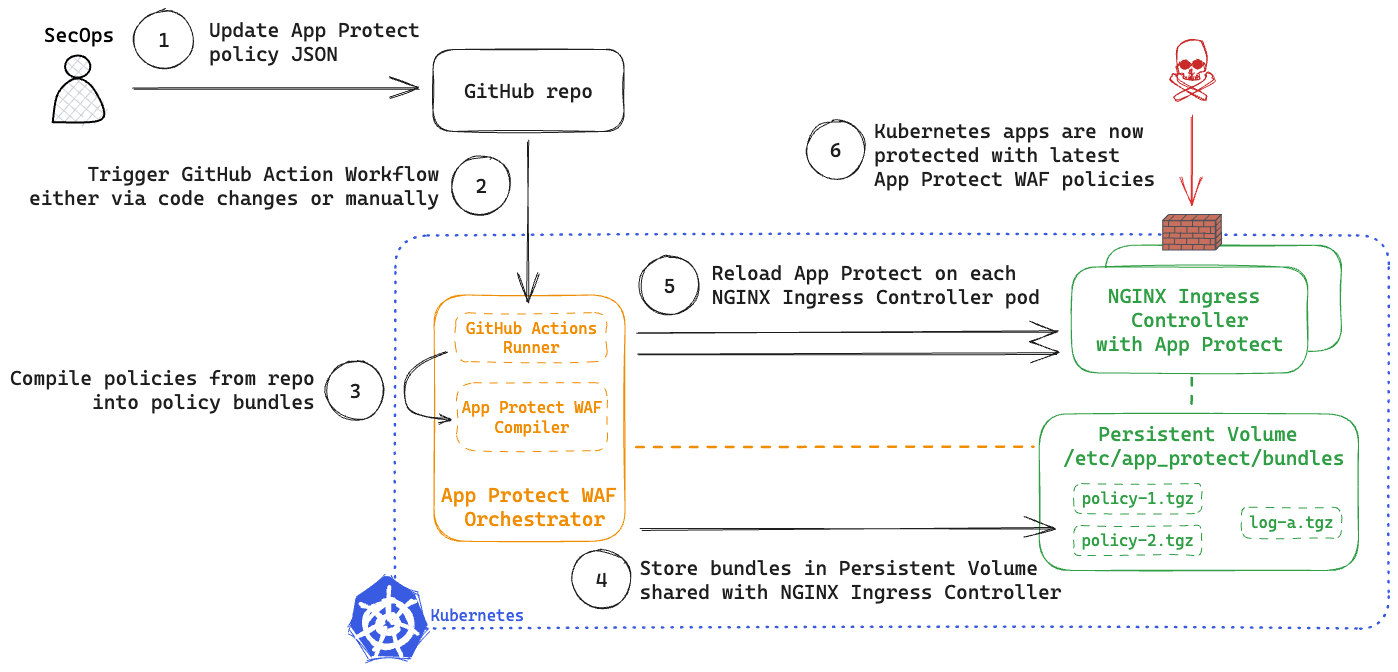 SecOps
1
Update App Protect
policy JSON
GitHub repo
Trigger GitHub Action Workflow
either via code changes or manually
2
6
Kubernetes apps are now
protected with latest
App Protect WAF policies
5
Reload App Protect on each
NGINX Ingress Controller pod
NGINX Ingress
Controller
with App Protect
GitHub Actions
Runner
Compile policies from repo
into policy bundles
3
App Protect WAF
Compiler
App Protect WAF
Orchestrator
Persistent Volume
/etc/app_protect/bundles
policy-1.tgz
policy-2.tgz
log-a.tgz
4
Store bundles in Persistent Volume
shared with NGINX Ingress Controller
Kubernetes